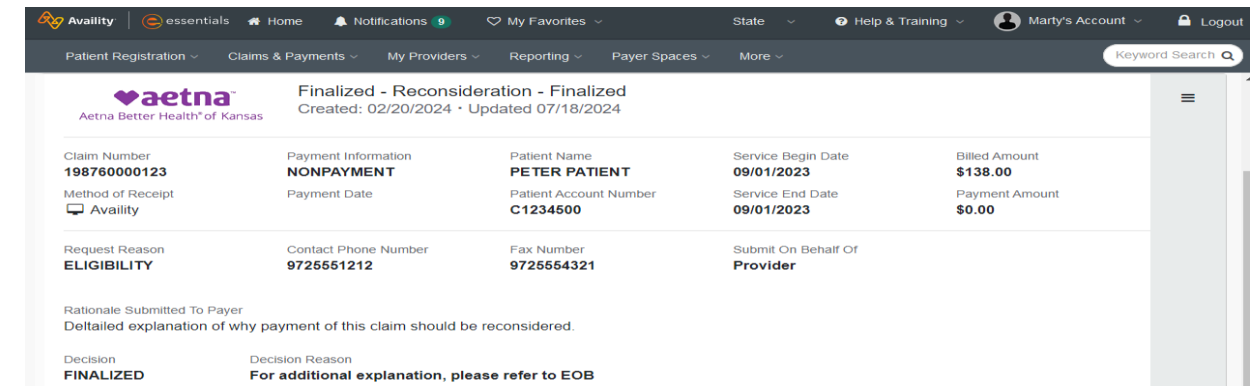 Availity essentials Home Notifications 9 My Favorites State Help & Training Marty's Account Logout
Patient Registration Claims & Payments My Providers Reporting Payer Spaces More Keyword Search
aetna™
Aetna Better Health® of Kansas
Finalized - Reconsideration - Finalized
Created: 02/20/2024 · Updated 07/18/2024
Claim Number Payment Information Patient Name Service Begin Date Billed Amount
198760000123 NONPAYMENT PETER PATIENT 09/01/2023 $138.00
Method of Receipt Payment Date Patient Account Number Service End Date Payment Amount
Availity C1234500 09/01/2023 $0.00
Request Reason Contact Phone Number Fax Number Submit On Behalf Of
ELIGIBILITY 9725551212 9725554321 Provider
Rationale Submitted To Payer
Deltailed explanation of why payment of this claim should be reconsidered.
Decision Decision Reason
FINALIZED For additional explanation, please refer to EOB